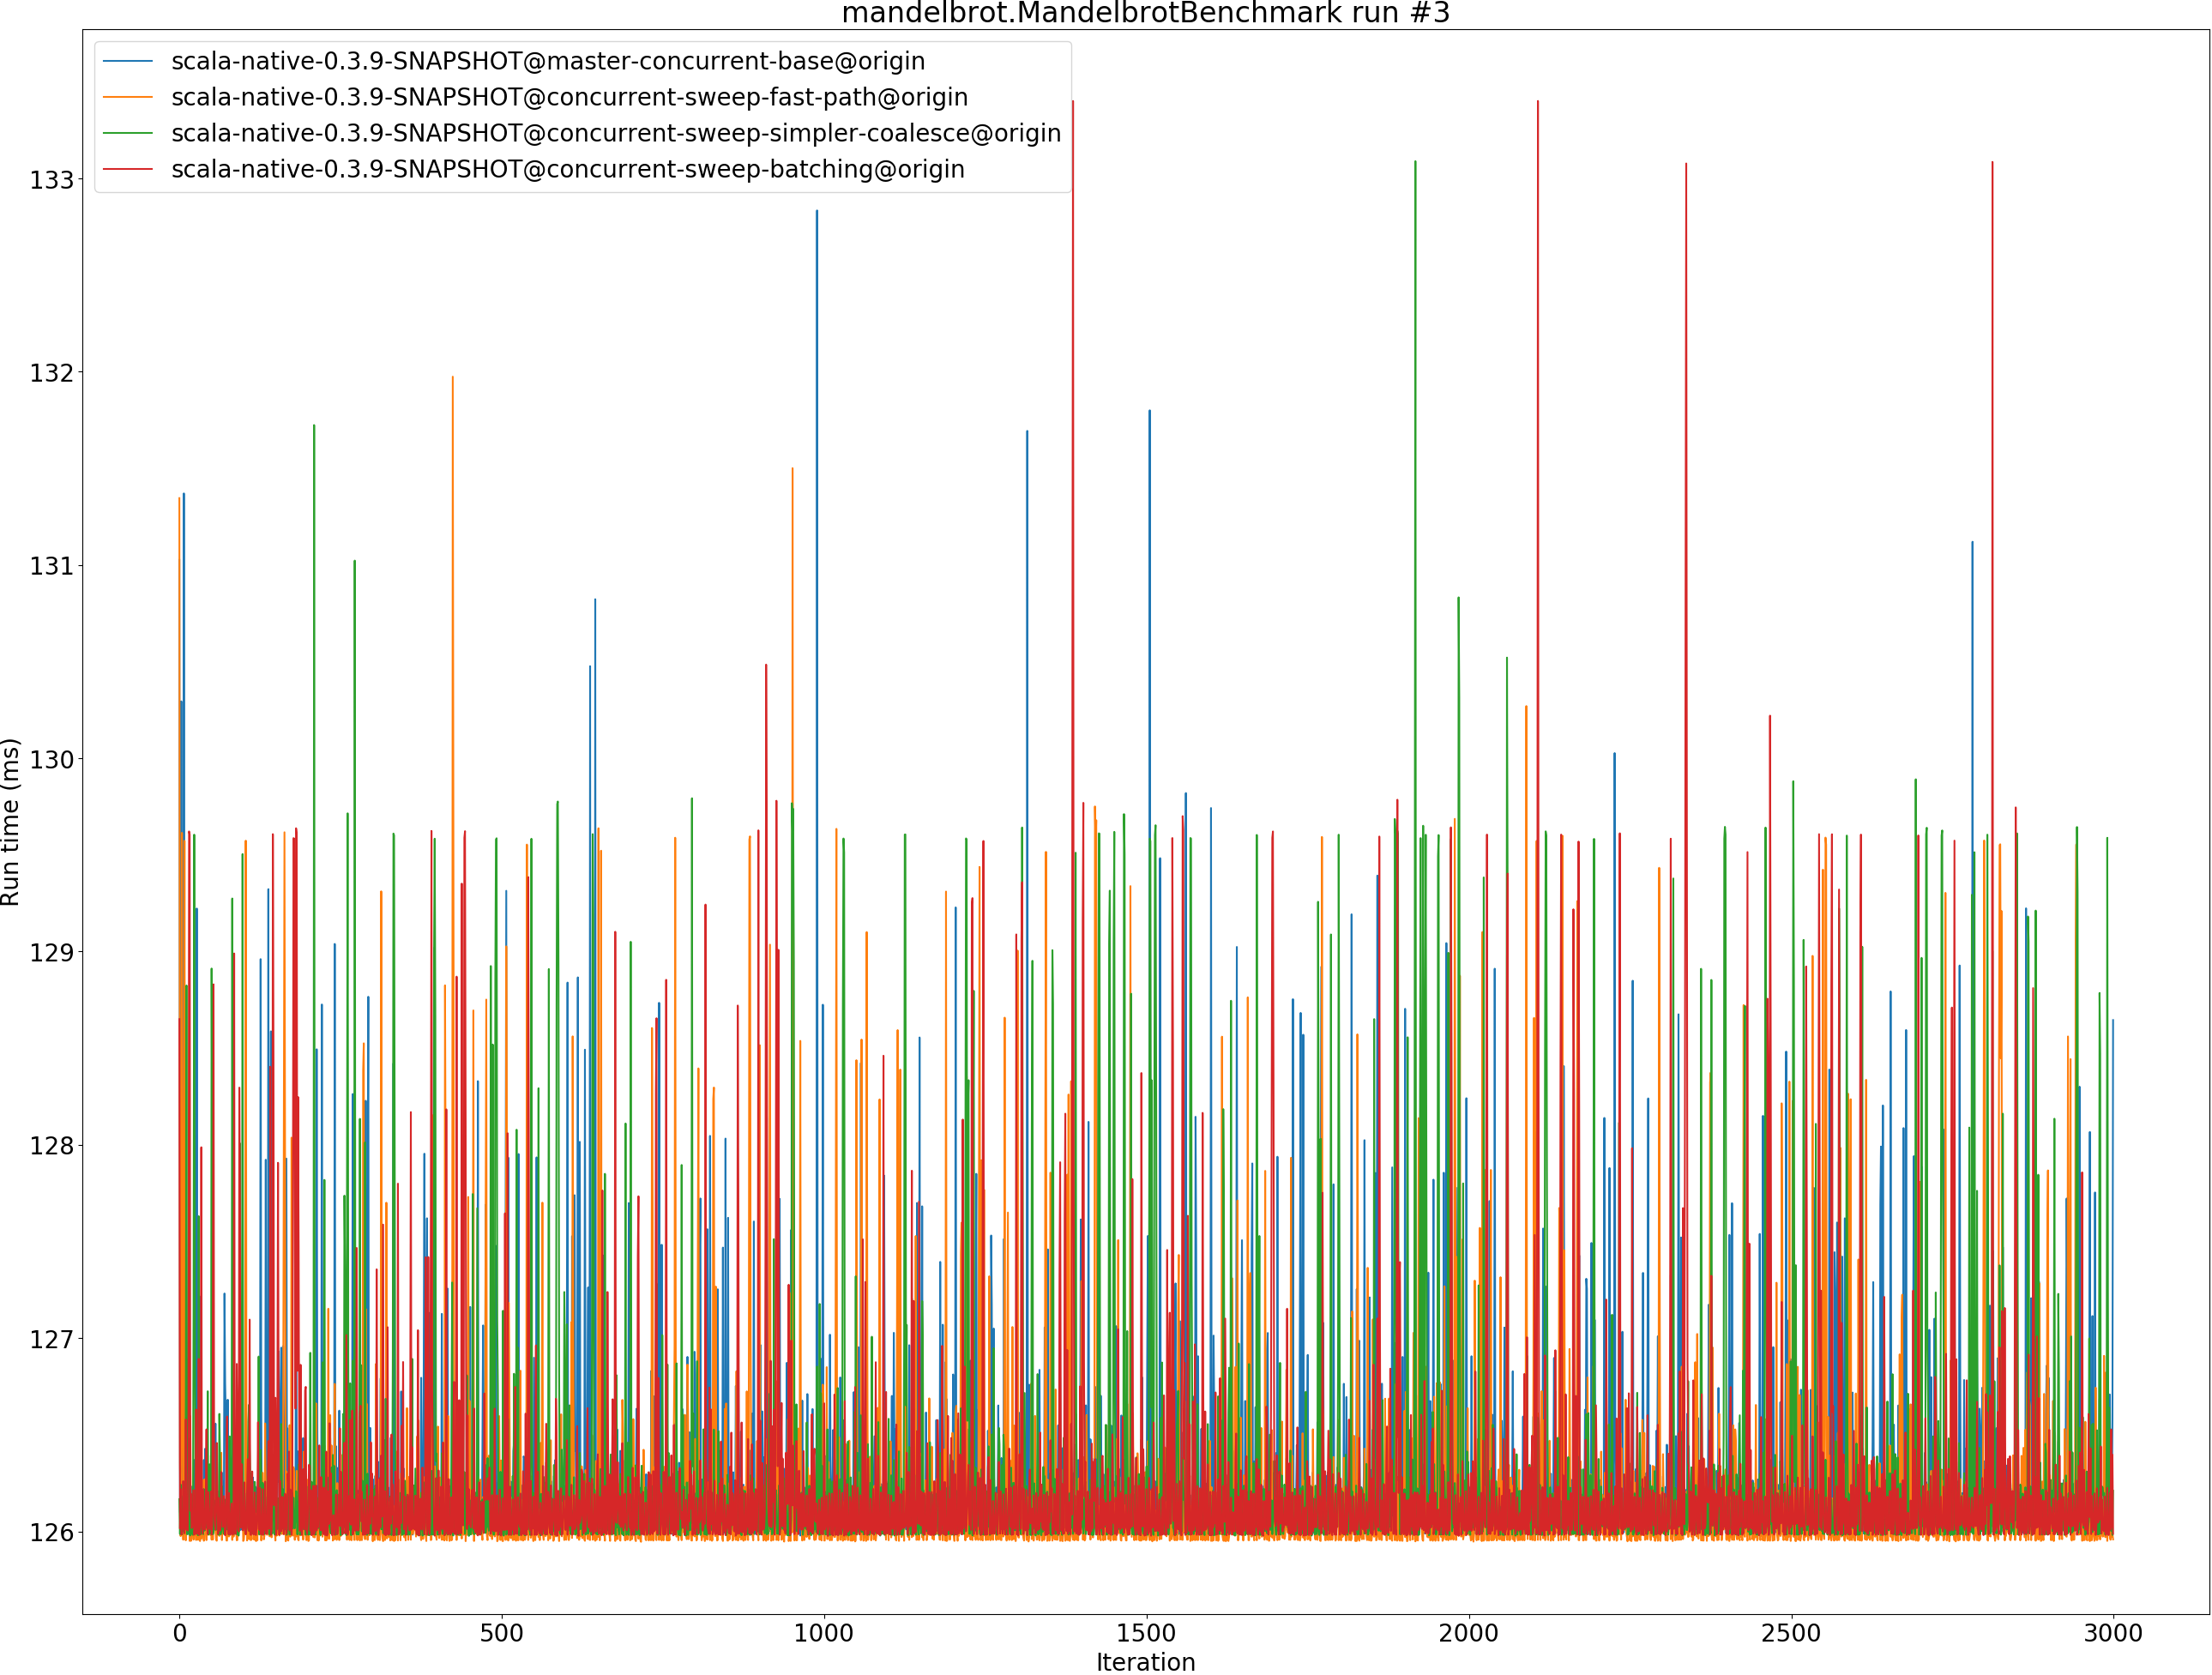 mandelbrot.MandelbrotBenchmark run #3
scala-native-0.3.9-SNAPSHOT@master-concurrent-base@origin
scala-native-0.3.9-SNAPSHOT@concurrent-sweep-fast-path@origin
scala-native-0.3.9-SNAPSHOT@concurrent-sweep-simpler-coalesce@origin
scala-native-0.3.9-SNAPSHOT@concurrent-sweep-batching@origin
133
132
131
130
129
128
127
126
Run time (ms)
0 500 1000 1500 2000 2500 3000
Iteration